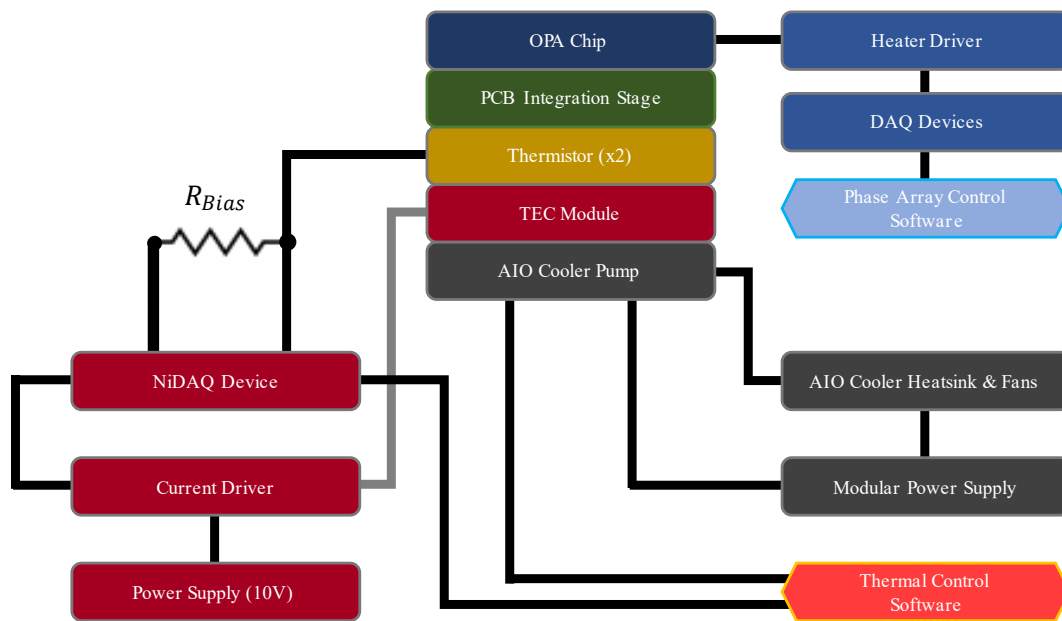 OPA Chip
Heater Driver
PCB Integration Stage
DAQ Devices
Thermistor (x2)
R_Bias
TEC Module
Phase Array Control
Software
AIO Cooler Pump
NiDAQ Device
AIO Cooler Heatsink & Fans
Current Driver
Modular Power Supply
Power Supply (10V)
Thermal Control
Software